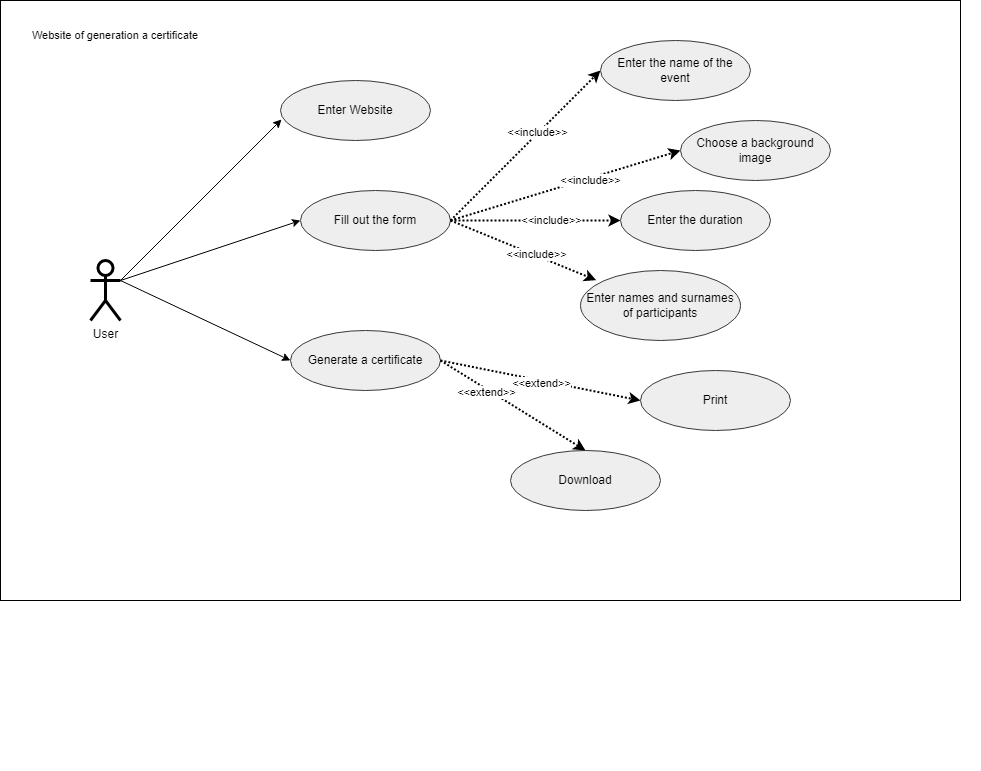 Website of generation a certificate
Enter the name of the
event
Enter Website
<<include>>
Choose a background
image
<<include>>
Fill out the form
<<include>>
Enter the duration
<<include>>
Enter names and surnames
of participants
User
Generate a certificate
<<extend>>
<<extend>>
Print
Download